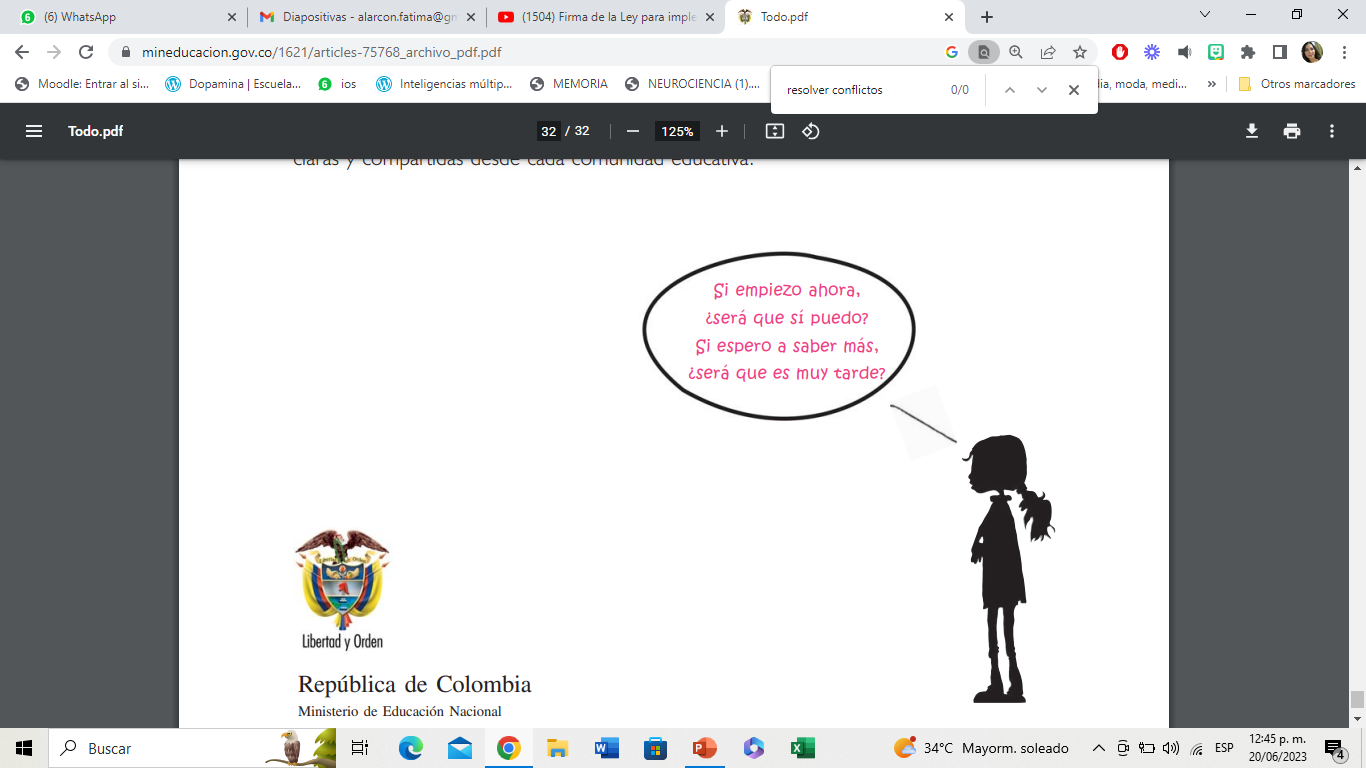 (6) WhatsApp
Diapositivas - alarcon.fatima@gm
(1504) Firma de la Ley para imple
Todo.pdf
mineducacion.gov.co/1621/articles-75768_archivo_pdf.pdf
Moodle: Entrar al si...
Dopamina | Escuela...
ios
Inteligencias múltip...
MEMORIA
NEUROCIENCIA (1)....
dia, moda, medi...
»
Otros marcadores
resolver conflictos 0/0
Todo.pdf
32 / 32
125%
claras y compartidas desde cada comunidad educativa.
Si empiezo ahora,
¿será que sí puedo?
Si espero a saber más,
¿será que es muy tarde?
Libertad y Orden
República de Colombia
Ministerio de Educación Nacional
Buscar
34°C Mayorm. soleado
ESP
12:45 p. m.
20/06/2023
4